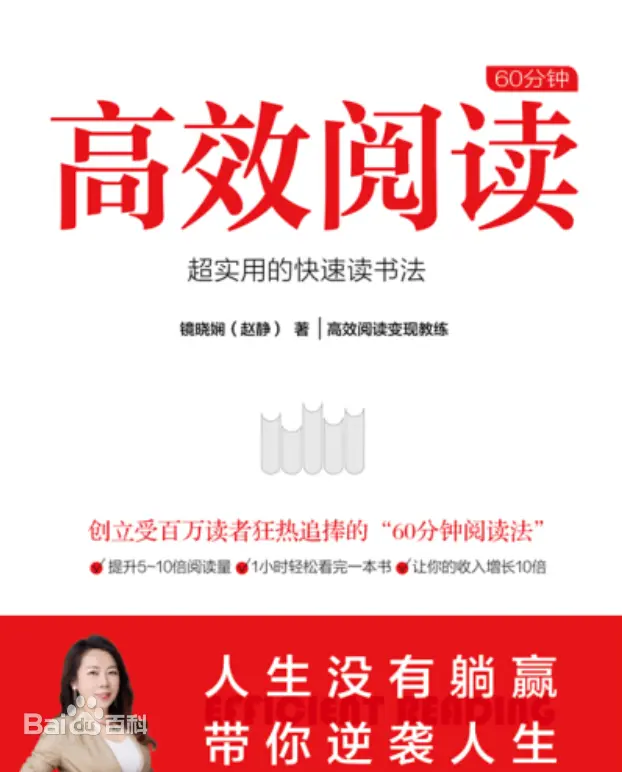 60分钟
高效阅读
超实用的快速读书法
镜晓娴（赵静） 著 | 高效阅读变现教练
创立受百万读者狂热追捧的“60分钟阅读法”
提升5~10倍阅读量 1小时轻松看完一本书 让你的收入增长10倍
人生没有躺赢
EFFICIENT READING
带你逆袭人生
Baidu百科